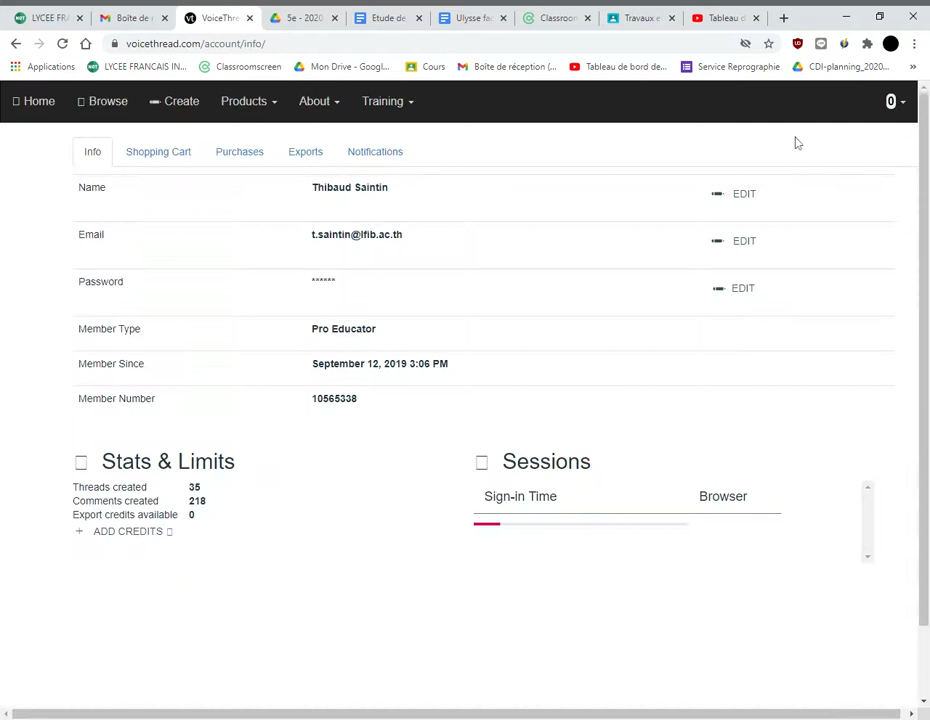 LYCEE FRA
Boîte de r
VoiceThre
5e - 2020
Etude de
Ulysse fac
Classroom
Travaux e
Tableau d
voicethread.com/account/info/
Applications
LYCEE FRANCAIS IN...
Classroomscreen
Mon Drive - Googl...
Cours
Boîte de réception (...
Tableau de bord de...
Service Reprographie
CDI-planning_2020...
»
Home
Browse
Create
Products
About
Training
0
Info
Shopping Cart
Purchases
Exports
Notifications
Name Thibaud Saintin EDIT
Email t.saintin@lfib.ac.th EDIT
Password ****** EDIT
Member Type Pro Educator
Member Since September 12, 2019 3:06 PM
Member Number 10565338
Stats & Limits
Threads created 35
Comments created 218
Export credits available 0
+ ADD CREDITS
Sessions
Sign-in Time Browser